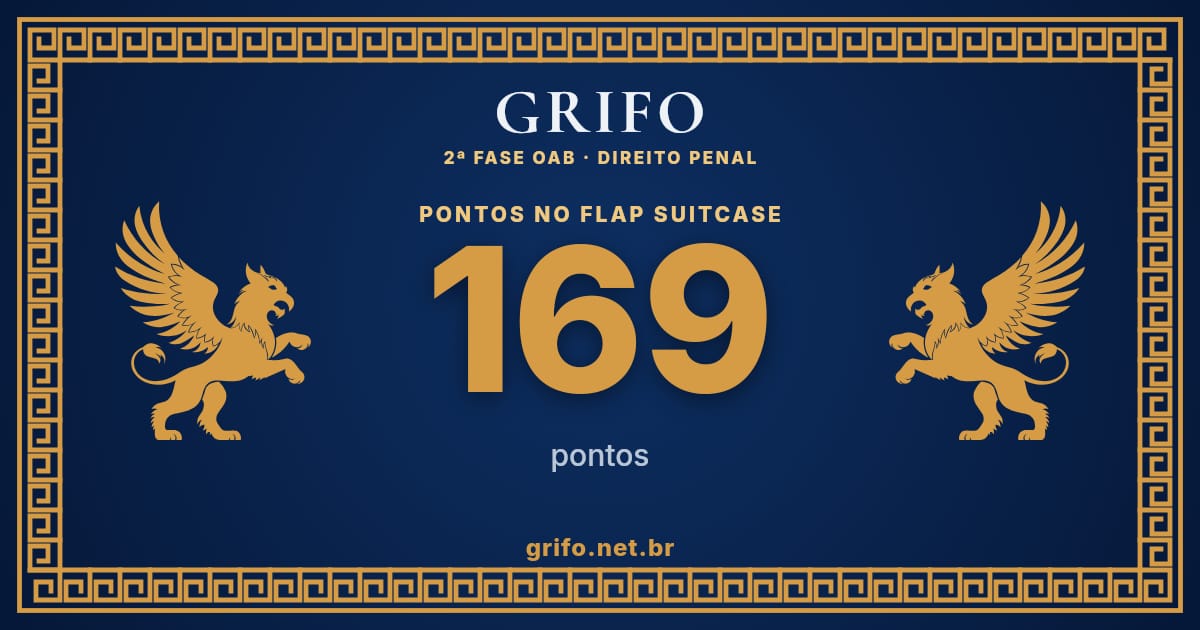 GRIFO
2ª FASE OAB · DIREITO PENAL
PONTOS NO FLAP SUITCASE
169
pontos
grifo.net.br